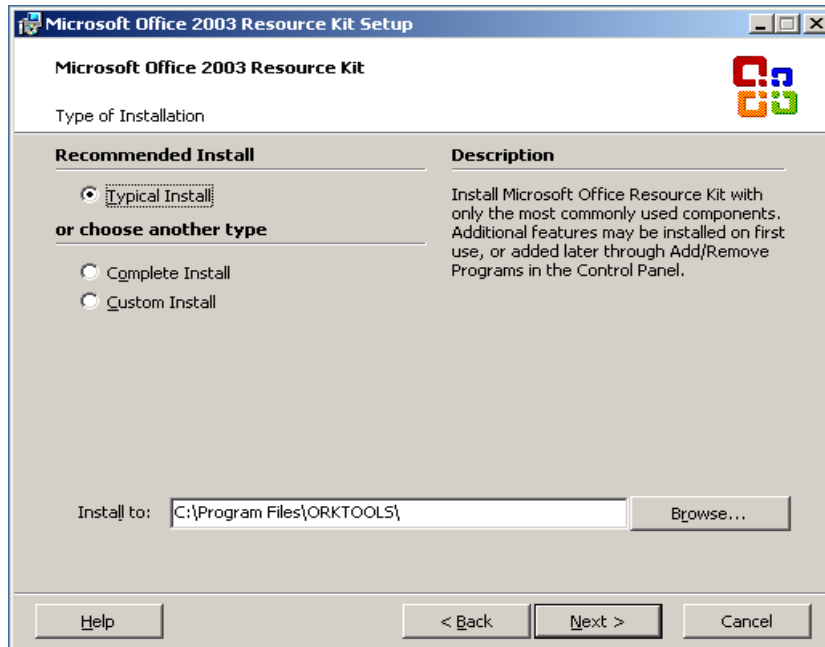 Microsoft Office 2003 Resource Kit Setup
Microsoft Office 2003 Resource Kit
Type of Installation
Recommended Install
Typical Install
or choose another type
Complete Install
Custom Install
Description
Install Microsoft Office Resource Kit with
only the most commonly used components.
Additional features may be installed on first
use, or added later through Add/Remove
Programs in the Control Panel.
Install to: C:\Program Files\ORKTOOLS\ Browse...
Help < Back Next > Cancel